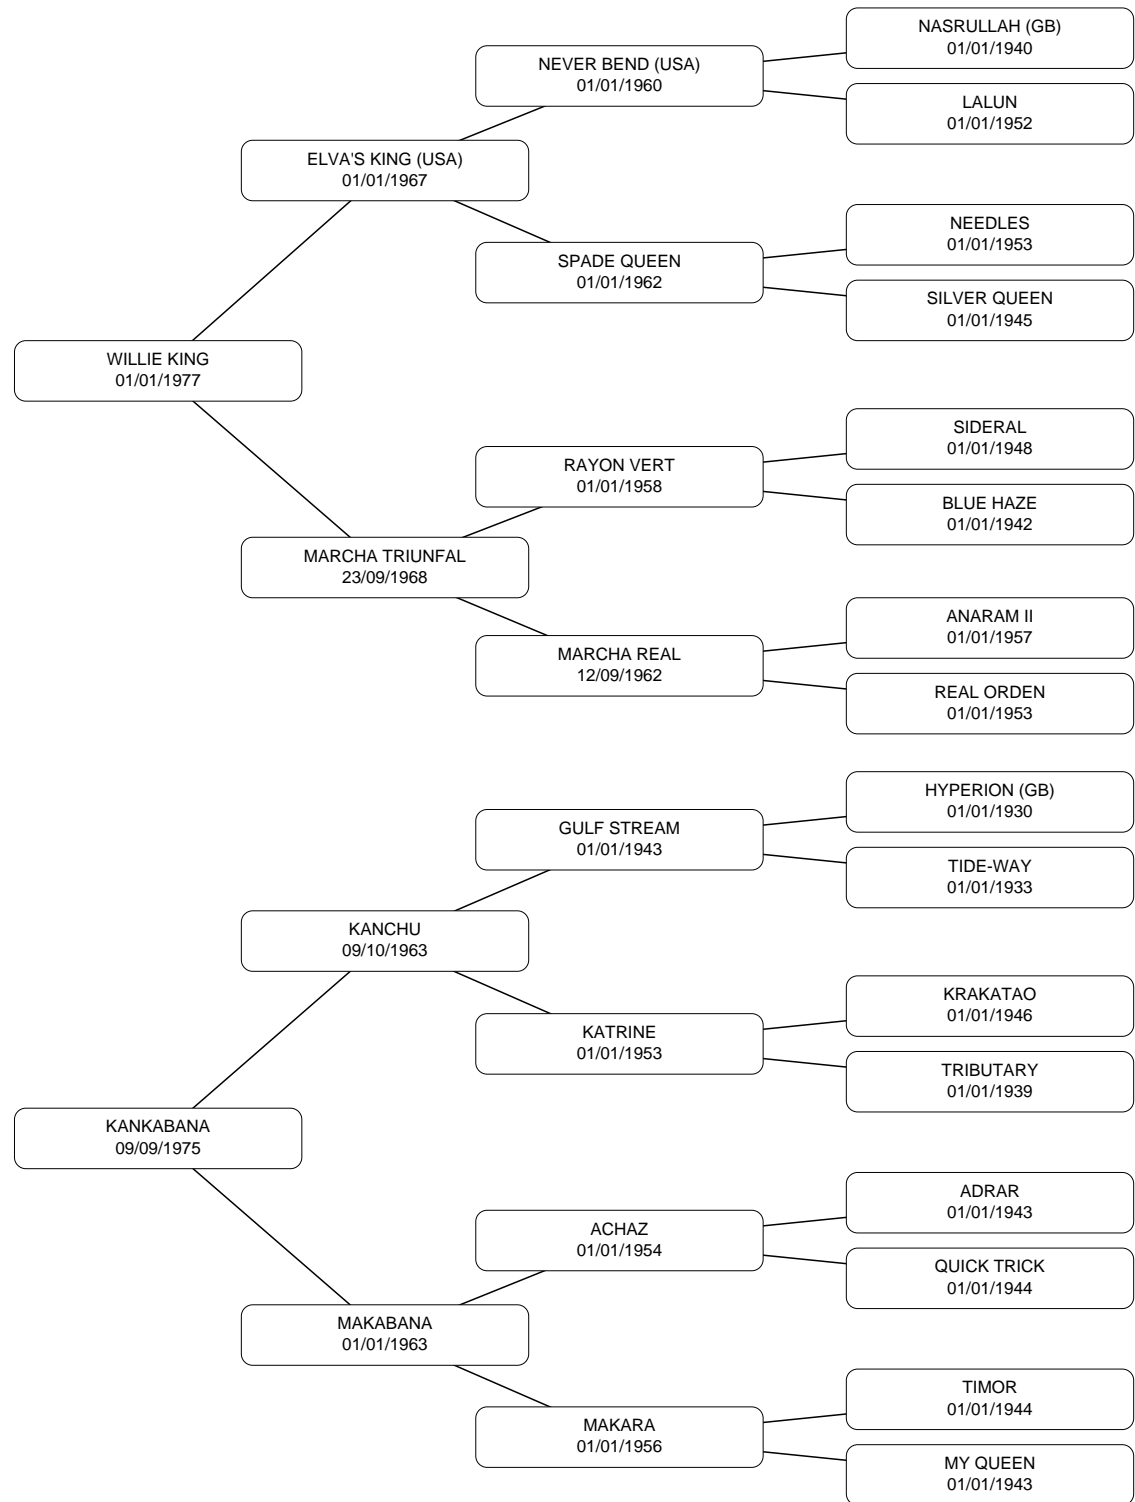 NASRULLAH (GB)
01/01/1940
NEVER BEND (USA)
01/01/1960
LALUN
01/01/1952
ELVA'S KING (USA)
01/01/1967
NEEDLES
01/01/1953
SPADE QUEEN
01/01/1962
SILVER QUEEN
01/01/1945
WILLIE KING
01/01/1977
SIDERAL
01/01/1948
RAYON VERT
01/01/1958
BLUE HAZE
01/01/1942
MARCHA TRIUNFAL
23/09/1968
ANARAM II
01/01/1957
MARCHA REAL
12/09/1962
REAL ORDEN
01/01/1953
HYPERION (GB)
01/01/1930
GULF STREAM
01/01/1943
TIDE-WAY
01/01/1933
KANCHU
09/10/1963
KRAKATAO
01/01/1946
KATRINE
01/01/1953
TRIBUTARY
01/01/1939
KANKABANA
09/09/1975
ADRAR
01/01/1943
ACHAZ
01/01/1954
QUICK TRICK
01/01/1944
MAKABANA
01/01/1963
TIMOR
01/01/1944
MAKARA
01/01/1956
MY QUEEN
01/01/1943